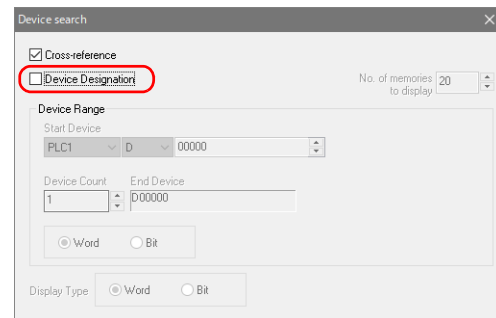 Device search
Cross-reference
Device Designation
No. of memories to display
20
Device Range
Start Device
PLC1 D 00000
Device Count End Device
1 D00000
Word Bit
Display Type Word Bit